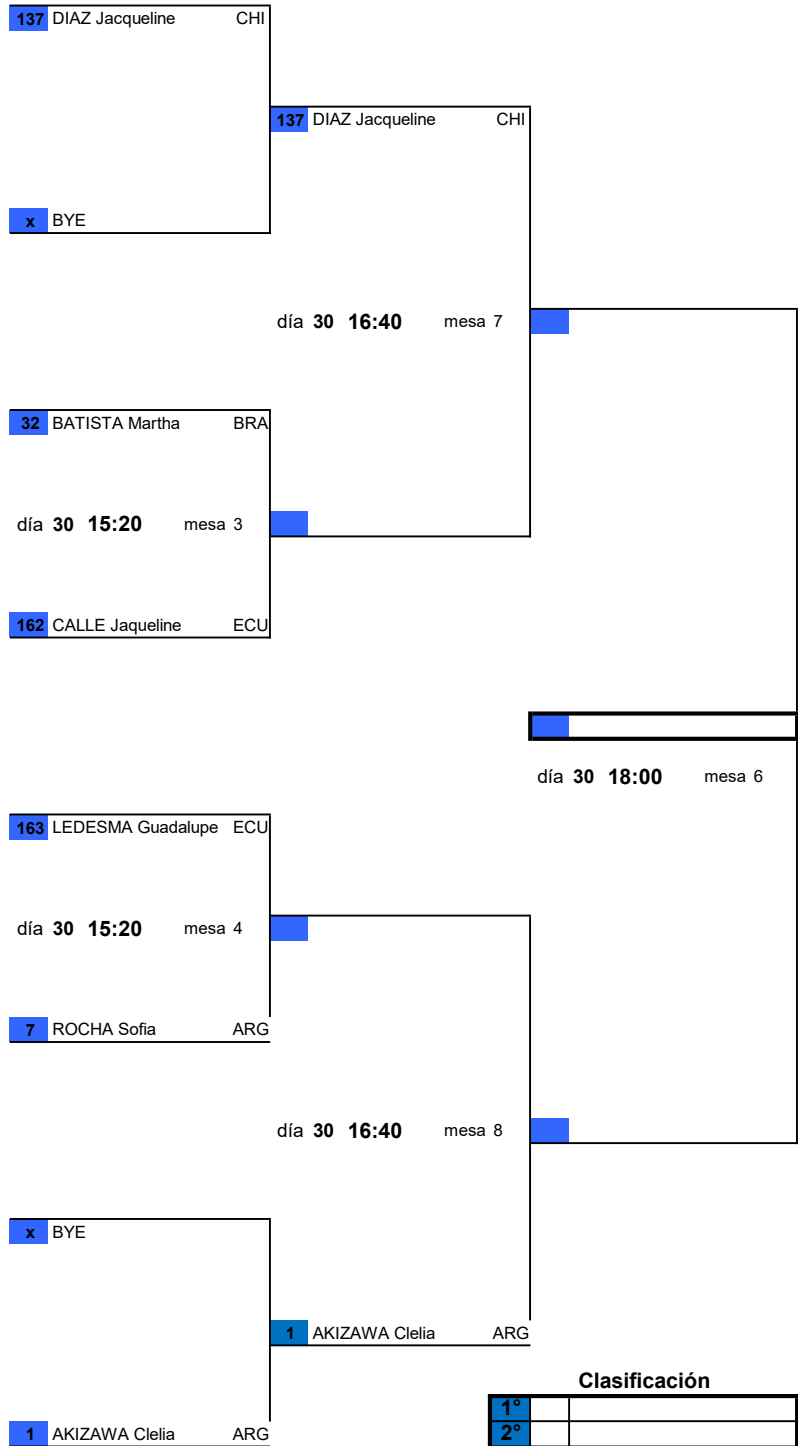 137 DIAZ Jacqueline CHI
137 DIAZ Jacqueline CHI
x BYE
día 30 16:40 mesa 7
32 BATISTA Martha BRA
día 30 15:20 mesa 3
162 CALLE Jaqueline ECU
día 30 18:00 mesa 6
163 LEDESMA Guadalupe ECU
día 30 15:20 mesa 4
7 ROCHA Sofia ARG
día 30 16:40 mesa 8
x BYE
1 AKIZAWA Clelia ARG
Clasificación
1°
1 AKIZAWA Clelia ARG
2°